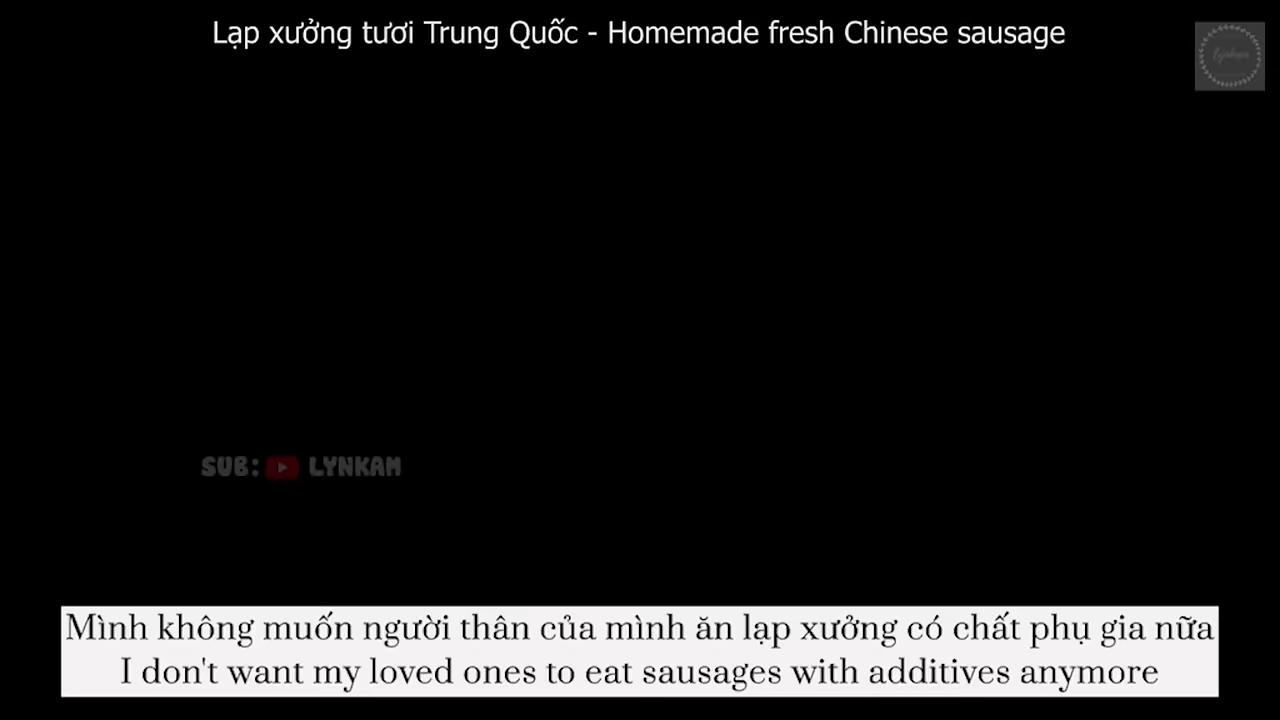 Lạp xưởng tươi Trung Quốc - Homemade fresh Chinese sausage
SUB: LYNKAM
Mình không muốn người thân của mình ăn lạp xưởng có chất phụ gia nữa
I don't want my loved ones to eat sausages with additives anymore